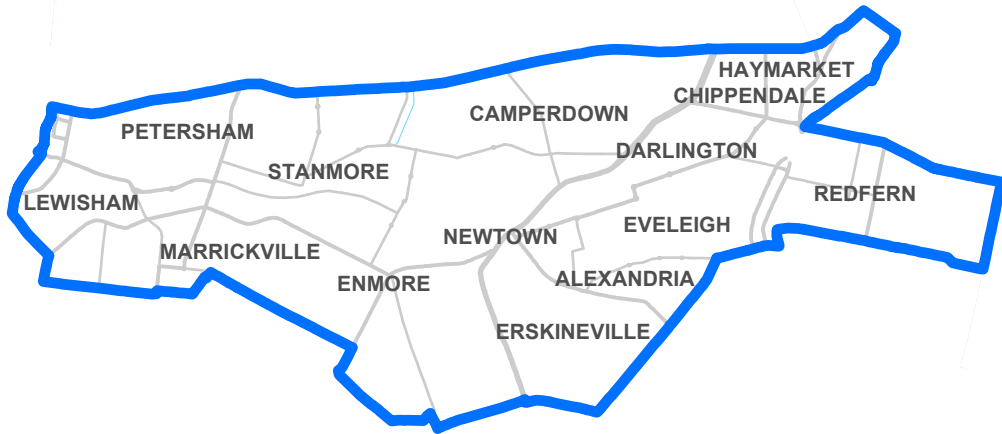 HAYMARKET
CHIPPENDALE
CAMPERDOWN
PETERSHAM
DARLINGTON
STANMORE
REDFERN
LEWISHAM
EVELEIGH
NEWTOWN
MARRICKVILLE
ALEXANDRIA
ENMORE
ERSKINEVILLE